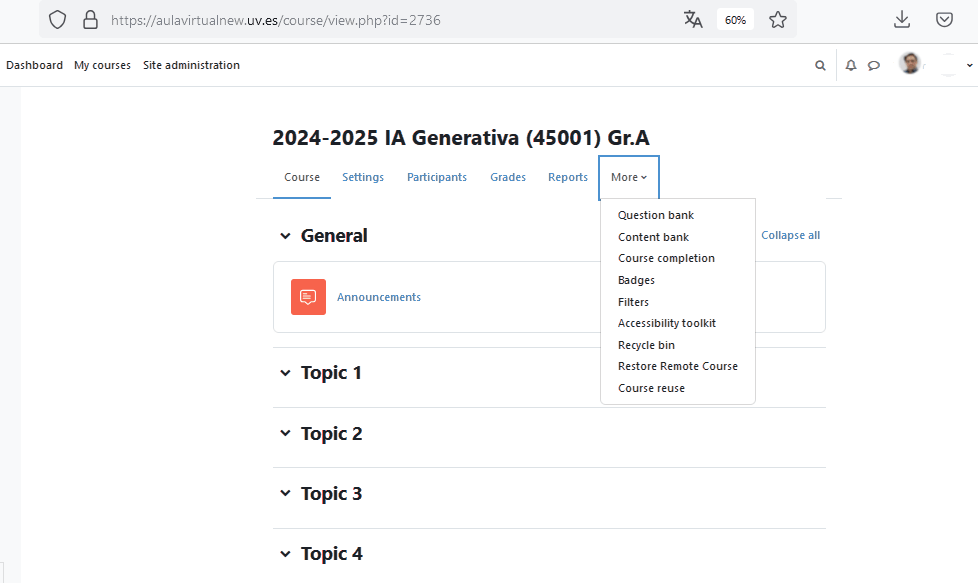 https://aulavirtualnew.uv.es/course/view.php?id=2736
60%
Dashboard My courses Site administration
2024-2025 IA Generativa (45001) Gr.A
Course Settings Participants Grades Reports More
Question bank
Content bank
Course completion
Badges
Filters
Accessibility toolkit
Recycle bin
Restore Remote Course
Course reuse
General
Collapse all
Announcements
Topic 1
Topic 2
Topic 3
Topic 4